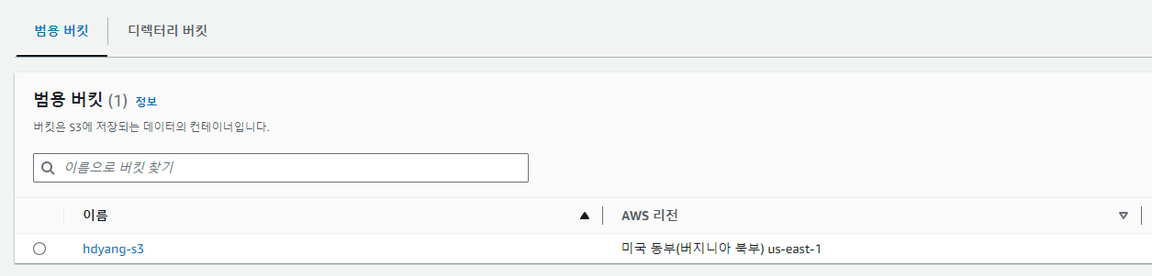 범용 버킷 디렉터리 버킷
범용 버킷 (1) 정보
버킷은 S3에 저장되는 데이터의 컨테이너입니다.
이름으로 버킷 찾기
이름 AWS 리전
hdyang-s3 미국 동부(버지니아 북부) us-east-1